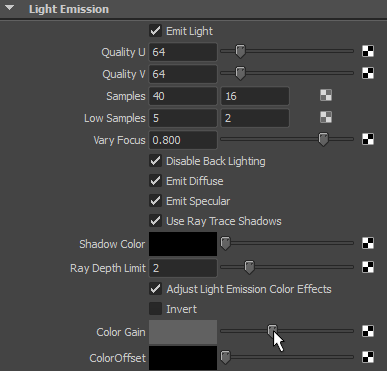 Light Emission
Emit Light
Quality U 64
Quality V 64
Samples 40 16
Low Samples 5 2
Vary Focus 0.800
Disable Back Lighting
Emit Diffuse
Emit Specular
Use Ray Trace Shadows
Shadow Color
Ray Depth Limit 2
Adjust Light Emission Color Effects
Invert
Color Gain
ColorOffset